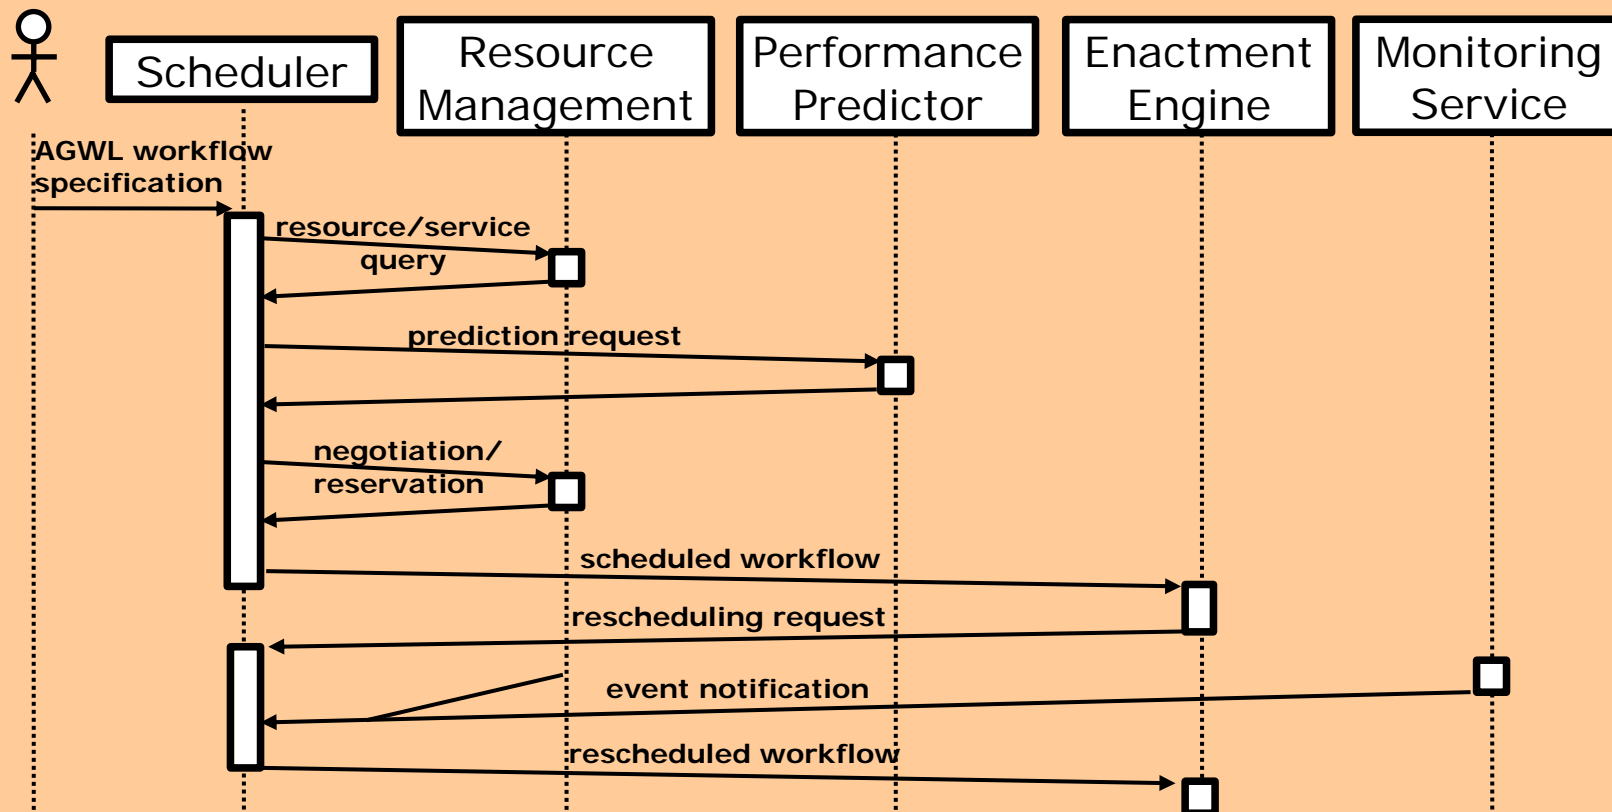 Scheduler
Resource
Management
Performance
Predictor
Enactment
Engine
Monitoring
Service
AGWL workflow
specification
resource/service
query
prediction request
negotiation/
reservation
scheduled workflow
rescheduling request
event notification
rescheduled workflow